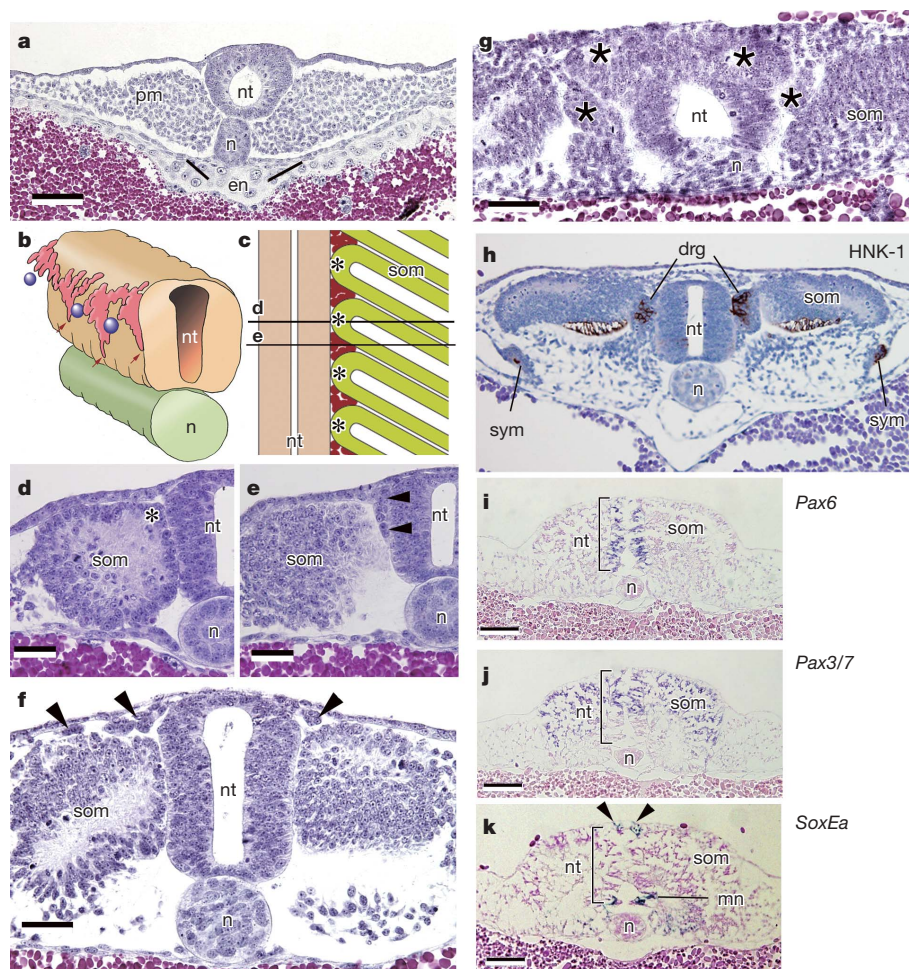 a
nt
pm
n
en
b
nt
n
c
som
*
d
*
e
*
*
nt
d
*
nt
som
n
e
nt
som
n
f
nt
som
n
g
* *
* *
nt
som
n
h
drg
HNK-1
som
nt
n
sym
sym
i
Pax6
nt
som
n
j
Pax3/7
nt
som
n
k
SoxEa
nt
som
mn
n